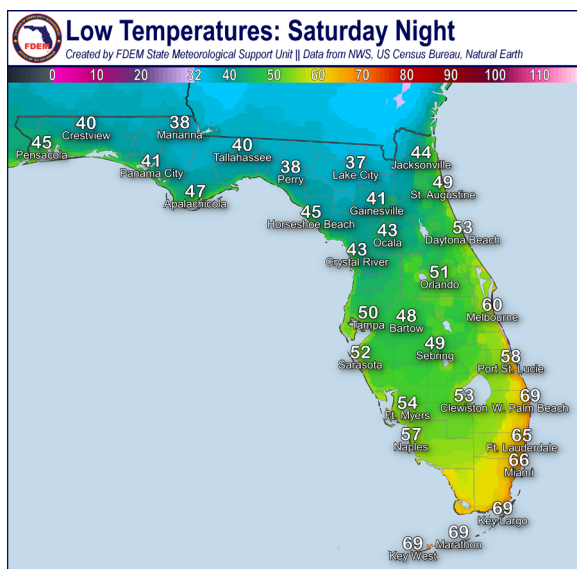 FDEM
Low Temperatures: Saturday Night
Created by FDEM State Meteorological Support Unit || Data from NWS, US Census Bureau, Natural Earth
0 10 20 32 40 50 60 70 80 90 100 110
40
Crestview
38
Marianna
45
Pensacola
41
Panama City
40
Tallahassee
47
Apalachicola
38
Perry
37
Lake City
44
Jacksonville
49
St. Augustine
45
Horseshoe Beach
41
Gainesville
43
Ocala
53
Daytona Beach
43
Crystal River
51
Orlando
60
Melbourne
50
Tampa
48
Bartow
49
Sebring
52
Sarasota
58
Port St. Lucie
54
Ft. Myers
53
Clewiston
69
W. Palm Beach
57
Naples
65
Ft. Lauderdale
66
Miami
69
Key Largo
69
Marathon
69
Key West